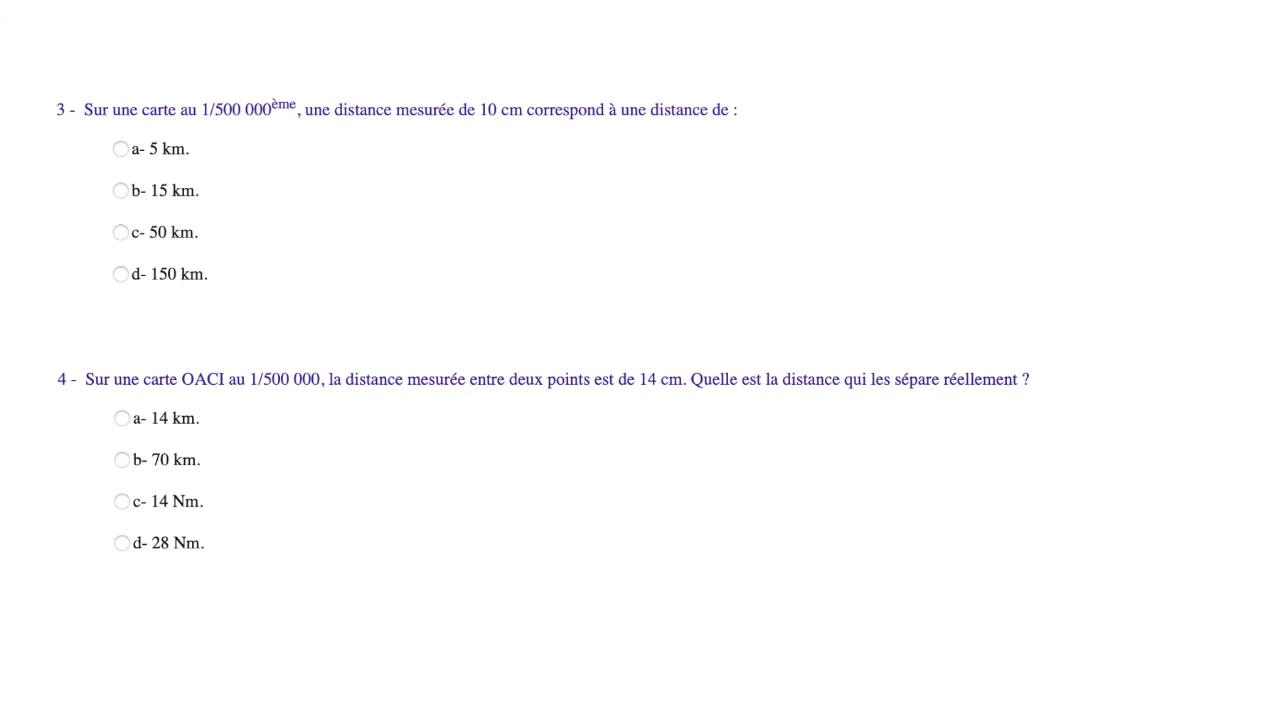 3 - Sur une carte au 1/500 000ème, une distance mesurée de 10 cm correspond à une distance de :
a- 5 km.
b- 15 km.
c- 50 km.
d- 150 km.
4 - Sur une carte OACI au 1/500 000, la distance mesurée entre deux points est de 14 cm. Quelle est la distance qui les sépare réellement ?
a- 14 km.
b- 70 km.
c- 14 Nm.
d- 28 Nm.